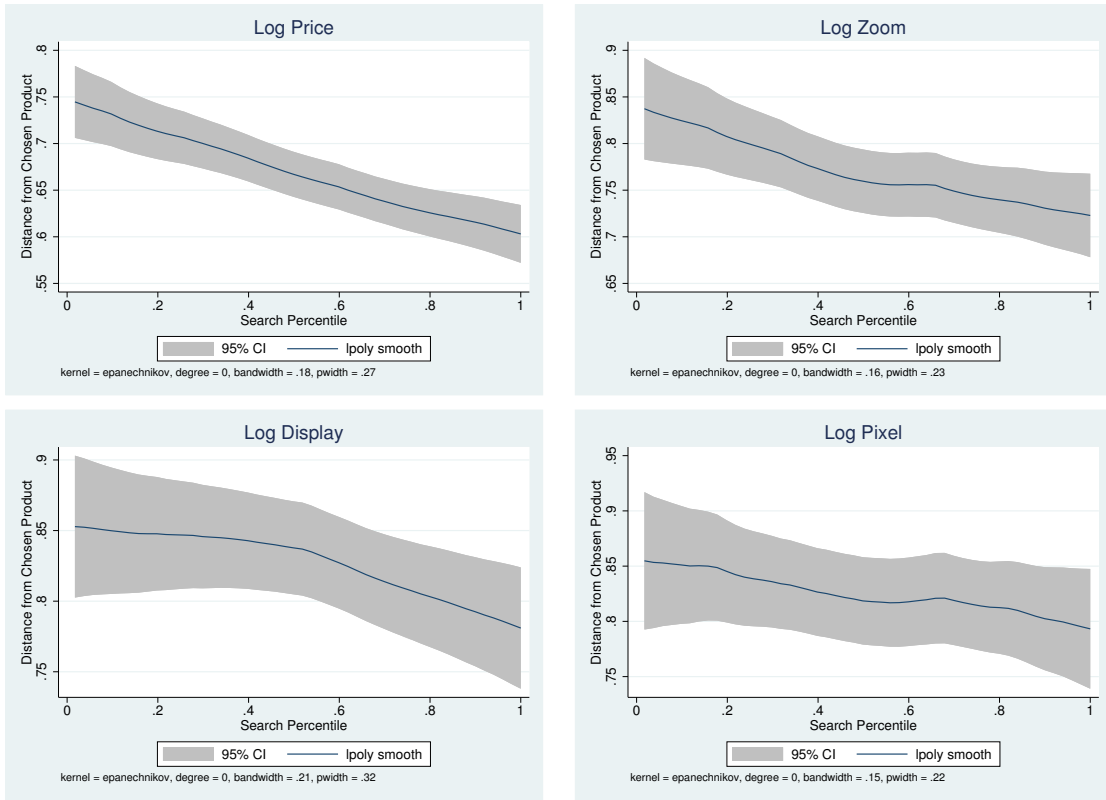 Log Price
Distance from Chosen Product
.8
.75
.7
.65
.6
.55
0 .2 .4 .6 .8 1
Search Percentile
95% CI lpoly smooth
kernel = epanechnikov, degree = 0, bandwidth = .18, pwidth = .27
Log Zoom
Distance from Chosen Product
.9
.85
.8
.75
.7
.65
0 .2 .4 .6 .8 1
Search Percentile
95% CI lpoly smooth
kernel = epanechnikov, degree = 0, bandwidth = .16, pwidth = .23
Log Display
Distance from Chosen Product
.9
.85
.8
.75
0 .2 .4 .6 .8 1
Search Percentile
95% CI lpoly smooth
kernel = epanechnikov, degree = 0, bandwidth = .21, pwidth = .32
Log Pixel
Distance from Chosen Product
.95
.9
.85
.8
.75
0 .2 .4 .6 .8 1
Search Percentile
95% CI lpoly smooth
kernel = epanechnikov, degree = 0, bandwidth = .15, pwidth = .22